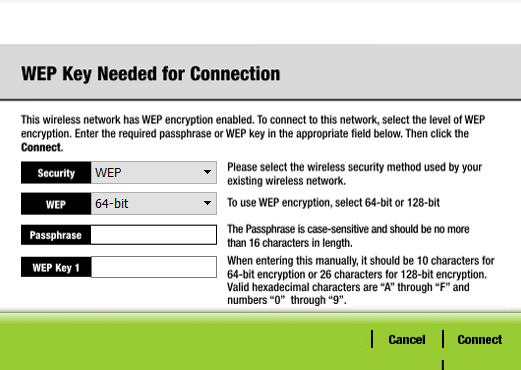 WEP Key Needed for Connection
This wireless network has WEP encryption enabled. To connect to this network, select the level of WEP
encryption. Enter the required passphrase or WEP key in the appropriate field below. Then click the
Connect.
Security WEP Please select the wireless security method used by your
existing wireless network.
WEP 64-bit To use WEP encryption, select 64-bit or 128-bit
Passphrase The Passphrase is case-sensitive and should be no more
than 16 characters in length.
WEP Key 1 When entering this manually, it should be 10 characters for
64-bit encryption or 26 characters for 128-bit encryption.
Valid hexadecimal characters are "A" through "F" and
numbers "0" through "9".
Cancel Connect